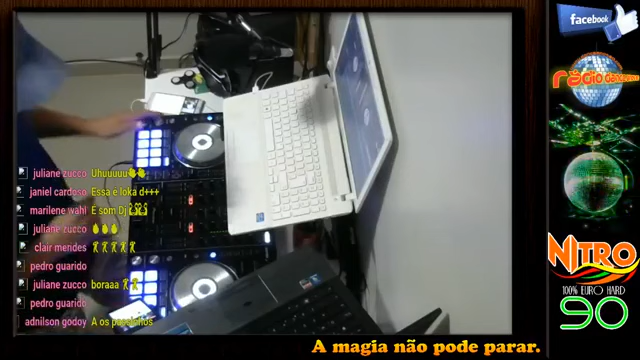 facebook
rádio
juliane zucco Uhuuuuu
janiel cardoso Essa é loka d+++
marilene wahl E som Dj
juliane zucco
clair mendes
pedro guarido
juliane zucco boraaa
pedro guarido
adnilson godoy A os passinhos
NITRO
100% EURO HARD
90
A magia não pode parar.